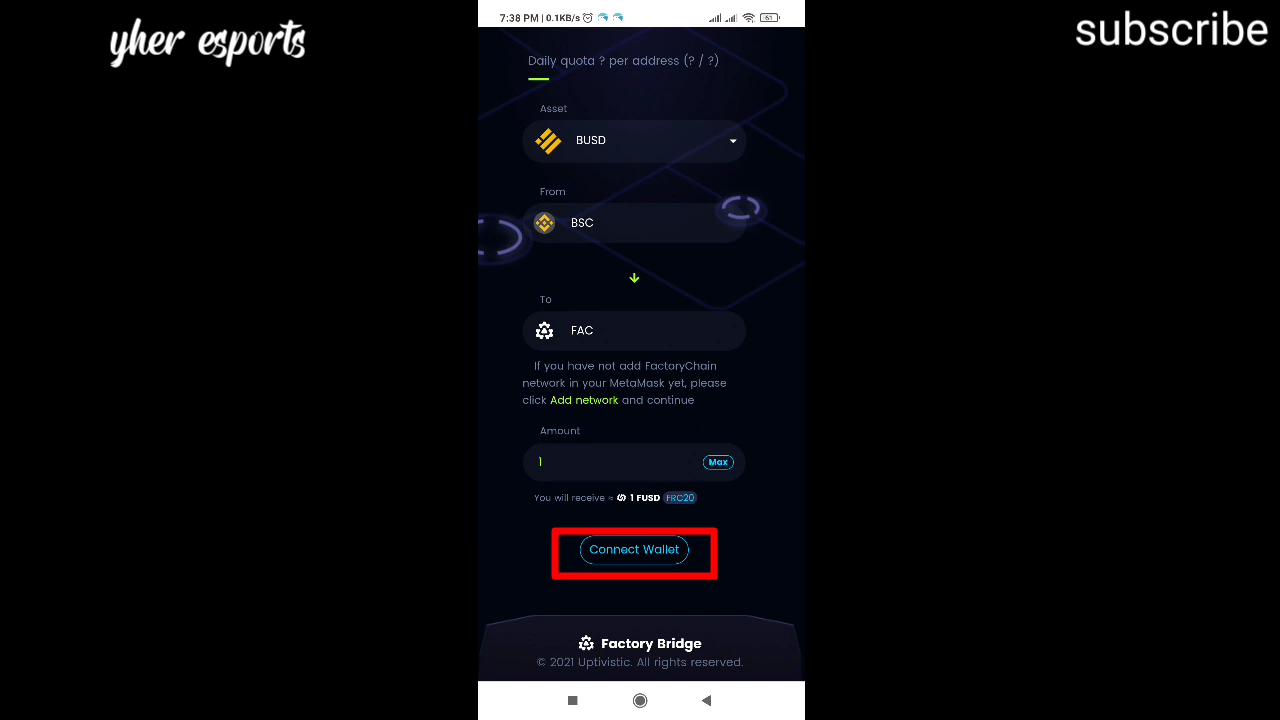 yher esports
subscribe
7:38 PM | 0.1KB/s
61
Daily quota ? per address (? / ?)
Asset
BUSD
From
BSC
To
FAC
If you have not add FactoryChain
network in your MetaMask yet, please
click Add network and continue
Amount
1
Max
You will receive ≈ 1 FUSD FRC20
Connect Wallet
Factory Bridge
© 2021 Uptivistic. All rights reserved.